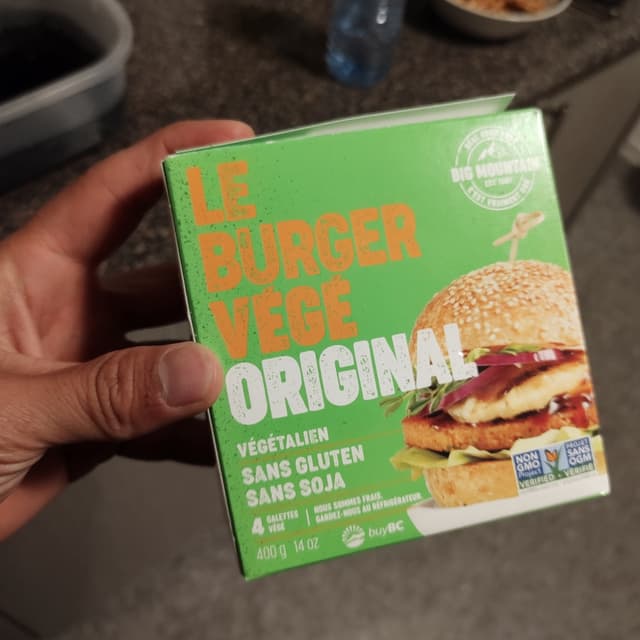 LE
BURGER
VÉGÉ
ORIGINAL
VÉGÉTALIEN
SANS GLUTEN
SANS SOJA
4 GALETTES VÉGÉ
NOUS SOMMES FRAIS.
GARDEZ-NOUS AU RÉFRIGÉRATEUR
400 g 14 OZ
buyBC
BIG MOUNTAIN
NON
GMO
Project
VERIFIED
PROJET
SANS
OGM
VÉRIFIÉ